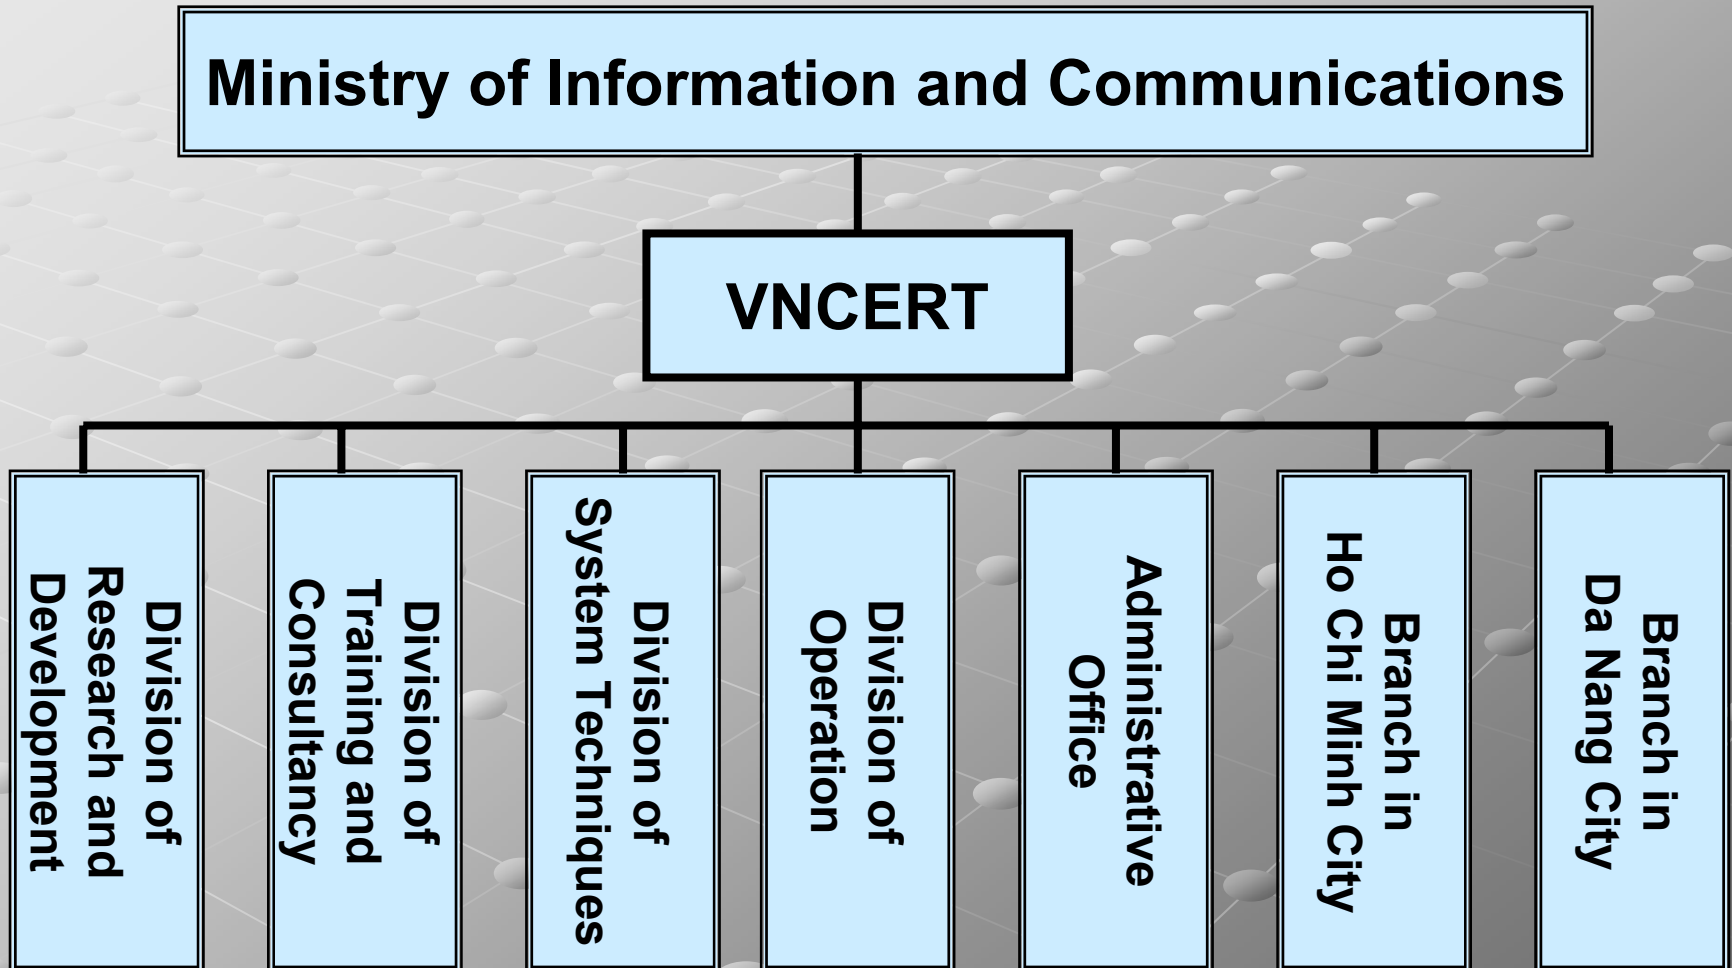 Ministry of Information and Communications
VNCERT
Division of
Research and
Development
Division of
Training and
Consultancy
Division of
System Techniques
Division of
Operation
Administrative
Office
Branch in
Ho Chi Minh City
Branch in
Da Nang City